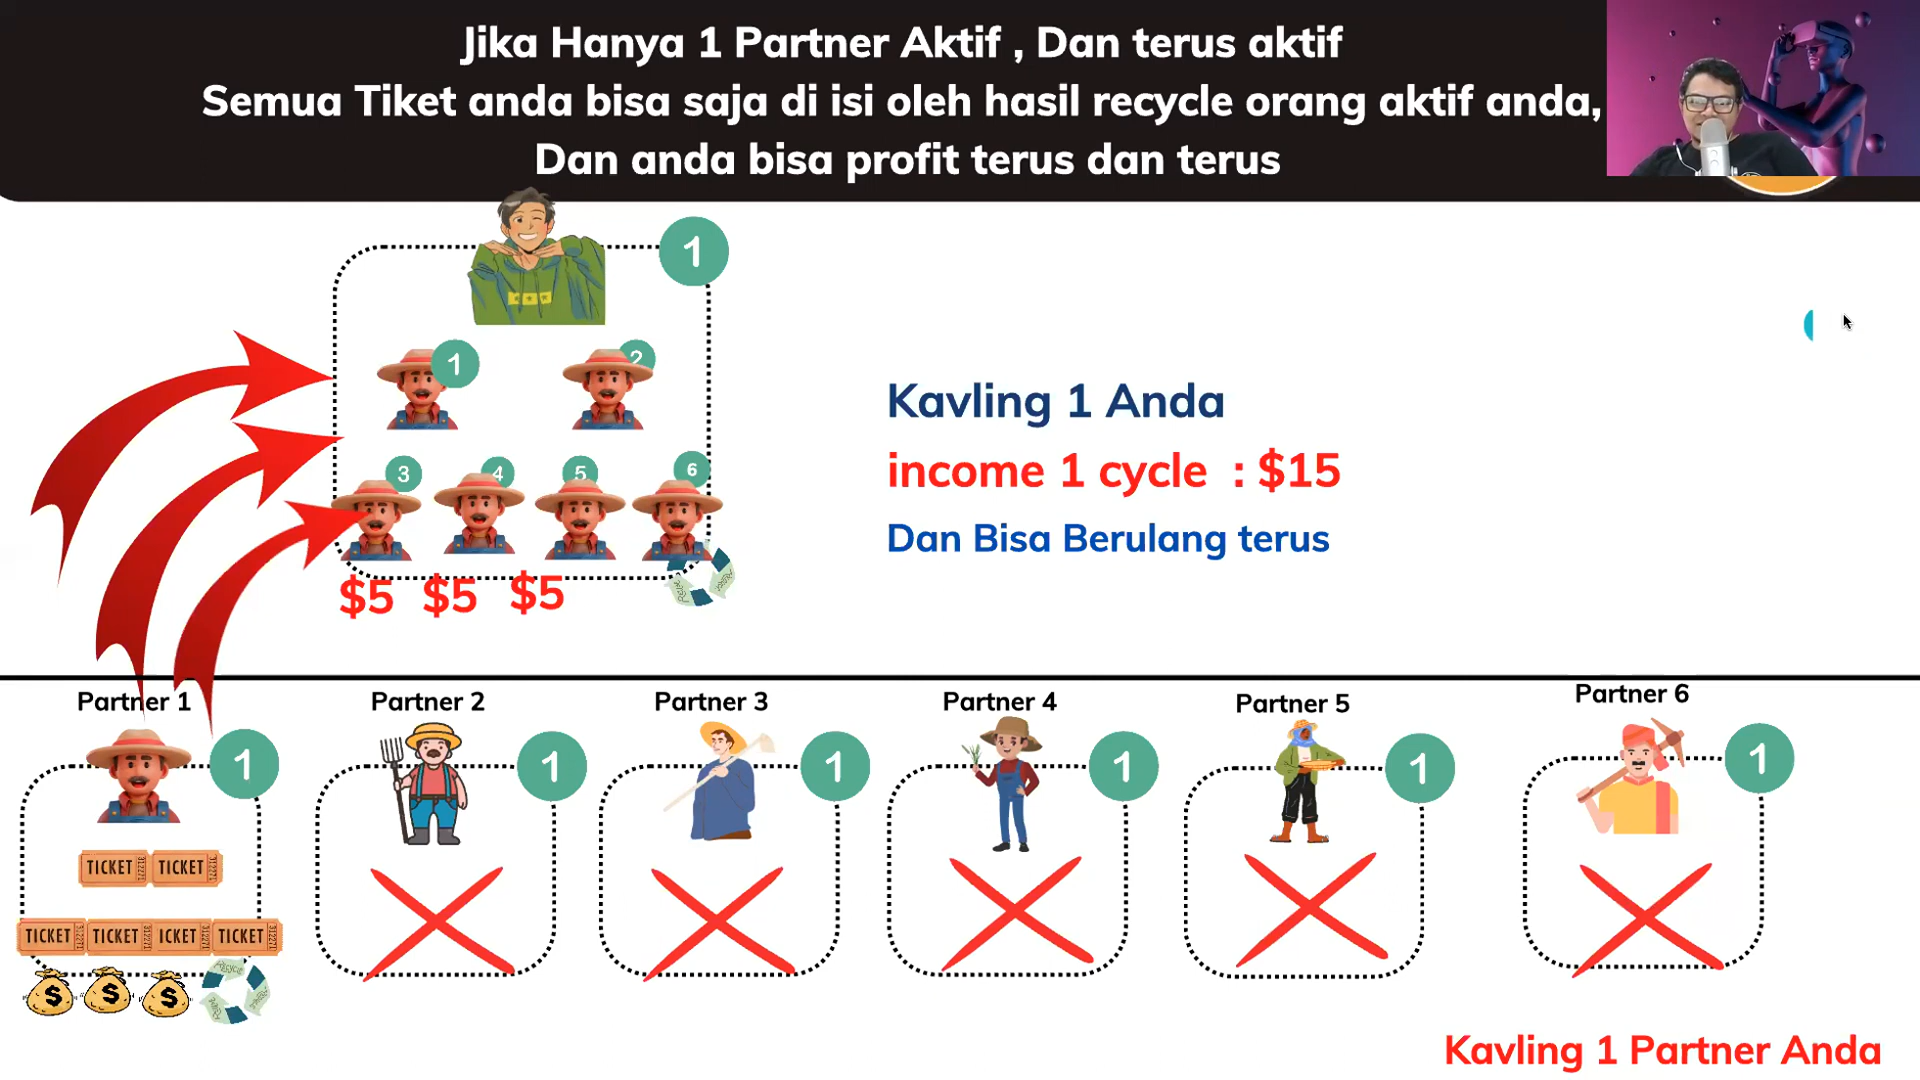 Jika Hanya 1 Partner Aktif , Dan terus aktif
Semua Tiket anda bisa saja di isi oleh hasil recycle orang aktif anda,
Dan anda bisa profit terus dan terus
1
1
2
3
4
5
6
$5 $5 $5
Kavling 1 Anda
income 1 cycle : $15
Dan Bisa Berulang terus
Partner 1
Partner 2
Partner 3
Partner 4
Partner 5
Partner 6
1
1
1
1
1
1
TICKET TICKET
TICKET TICKET ICKET TICKET
$ $ $
Kavling 1 Partner Anda